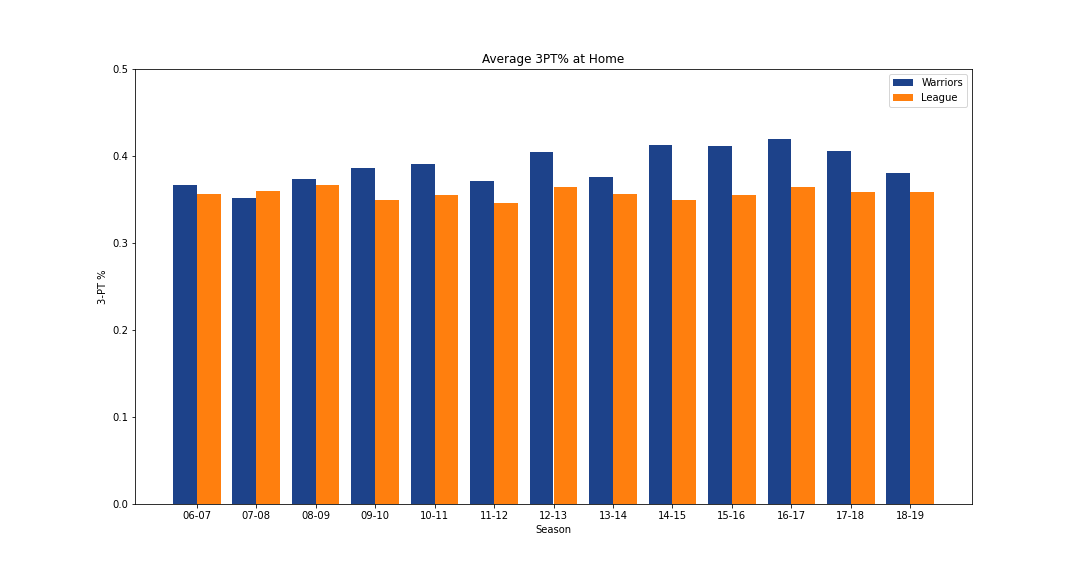 Average 3PT% at Home
Warriors
League
0.5
0.4
0.3
0.2
0.1
0.0
3-PT %
06-07 07-08 08-09 09-10 10-11 11-12 12-13 13-14 14-15 15-16 16-17 17-18 18-19
Season